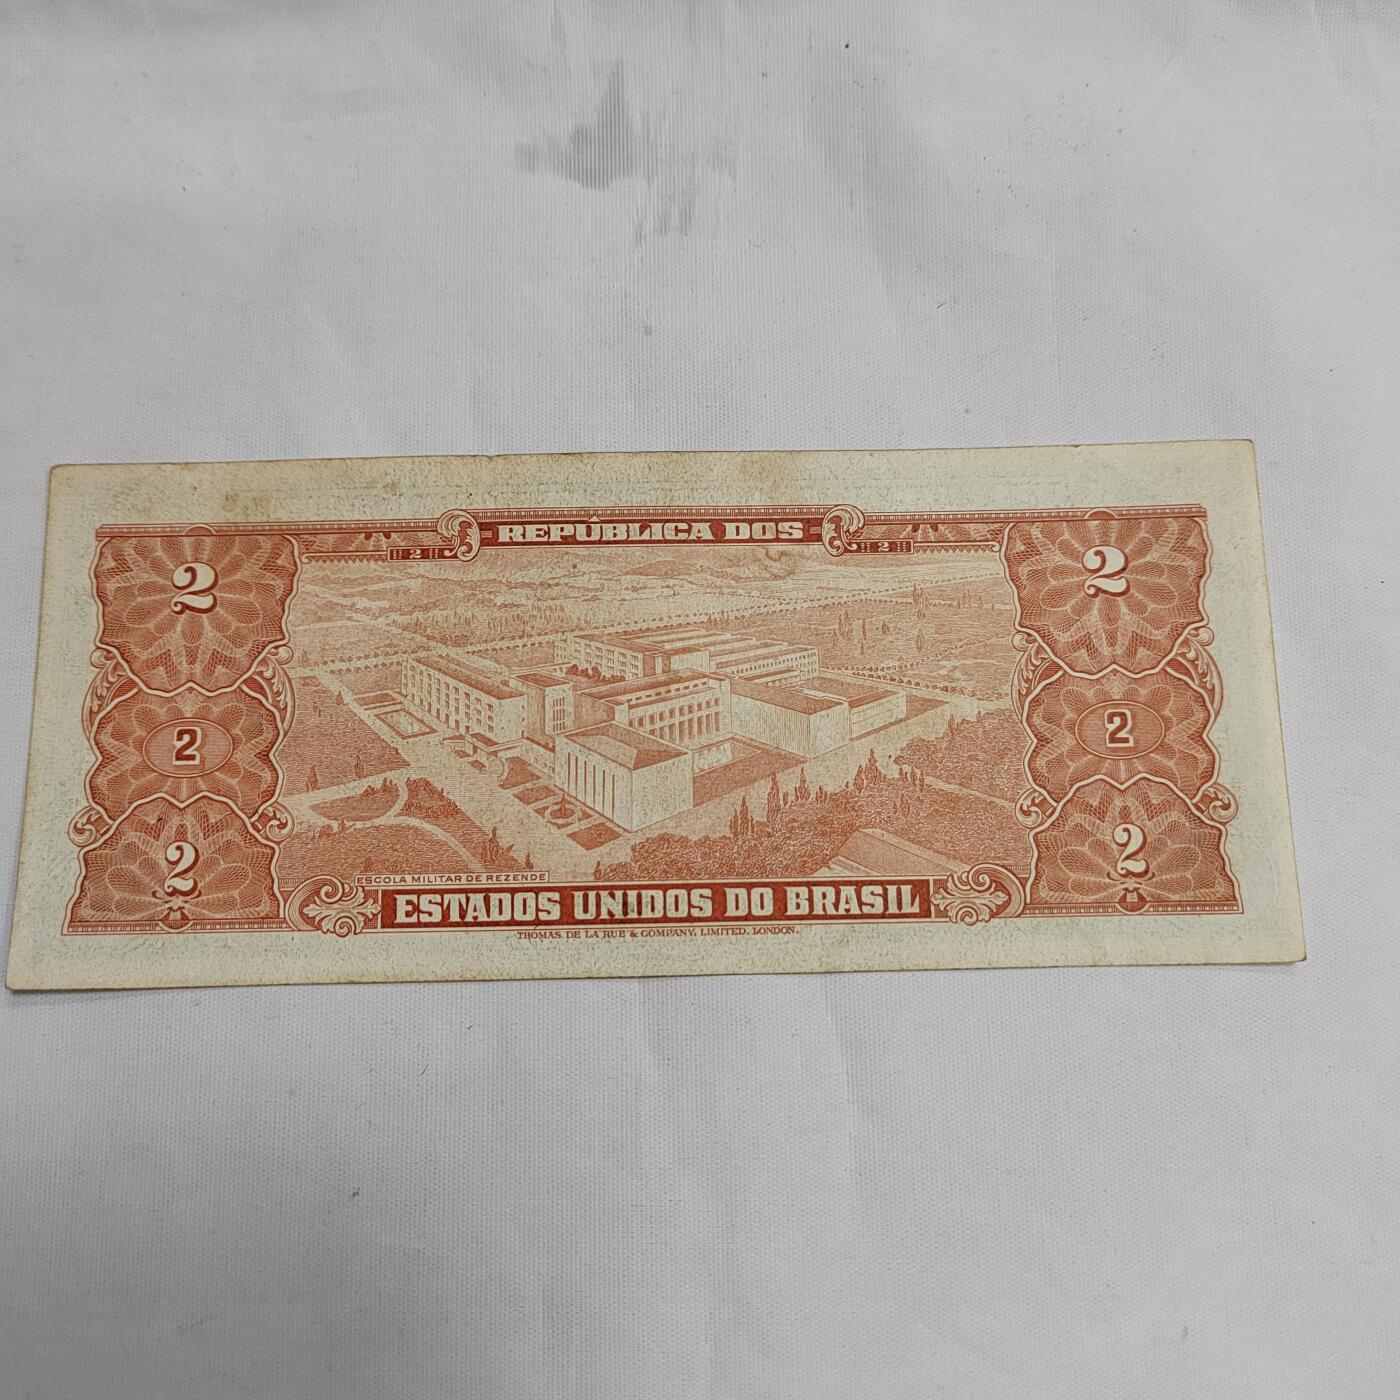 REPÚBLICA DOS
2 2
2 2
2 2
2 2
ESCOLA MILITAR DE REZENDE
ESTADOS UNIDOS DO BRASIL
THOMAS DE LA RUE & COMPANY, LIMITED, LONDON.